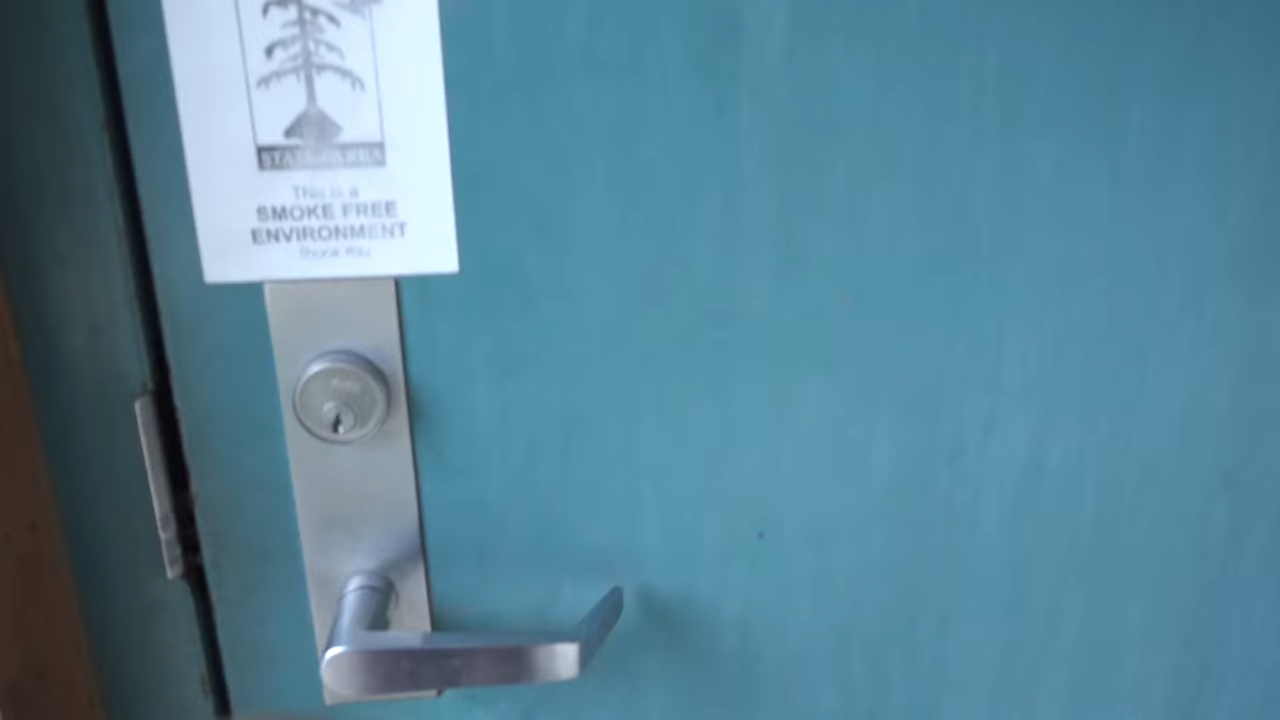 STATE PARKS
This is a
SMOKE FREE
ENVIRONMENT
Thank You